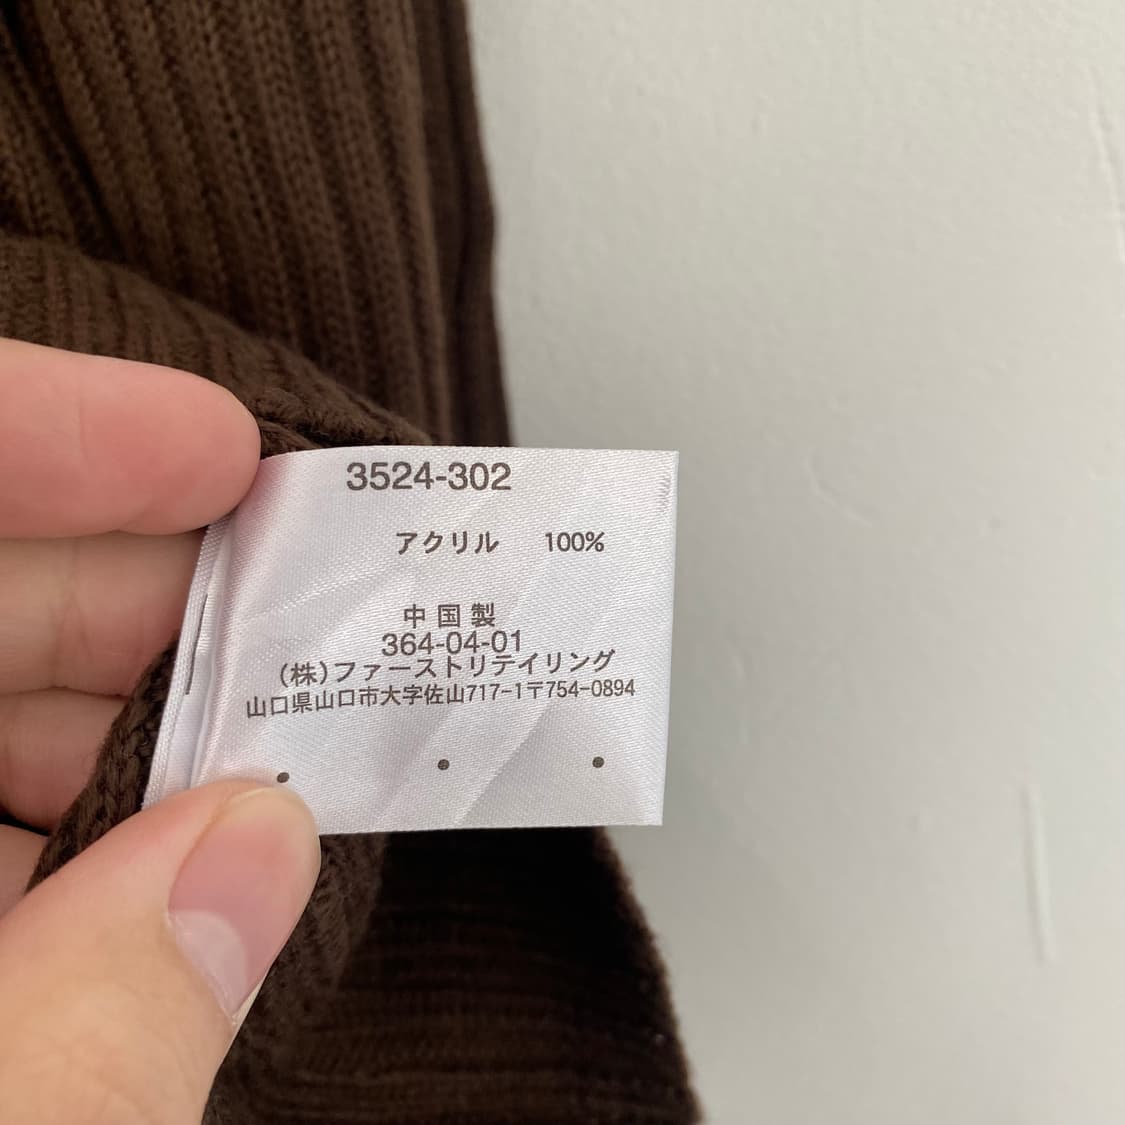 3524-302
アクリル 100%
中国製
364-04-01
(株)ファーストリテイリング
山口県山口市大字佐山717-1〒754-0894